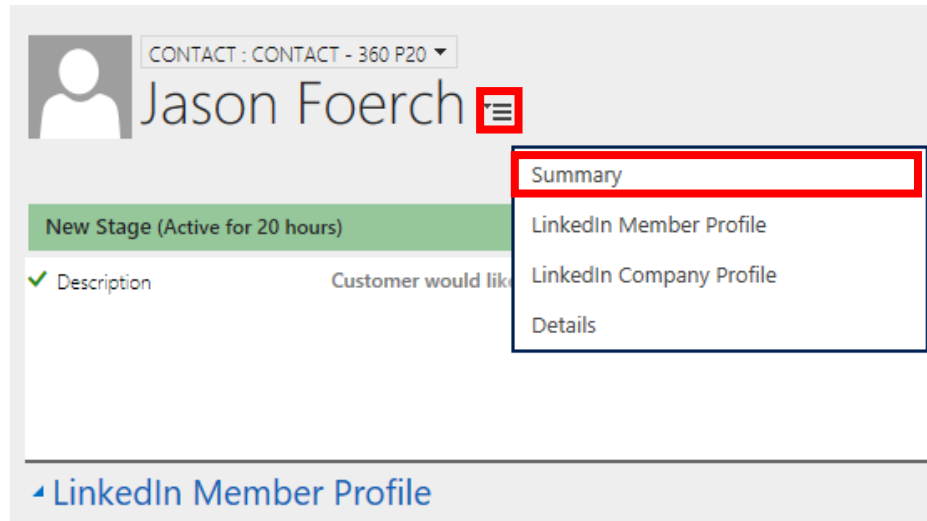 CONTACT : CONTACT - 360 P20
Jason Foerch
Summary
New Stage (Active for 20 hours)
LinkedIn Member Profile
Description
Customer would like
LinkedIn Company Profile
Details
LinkedIn Member Profile